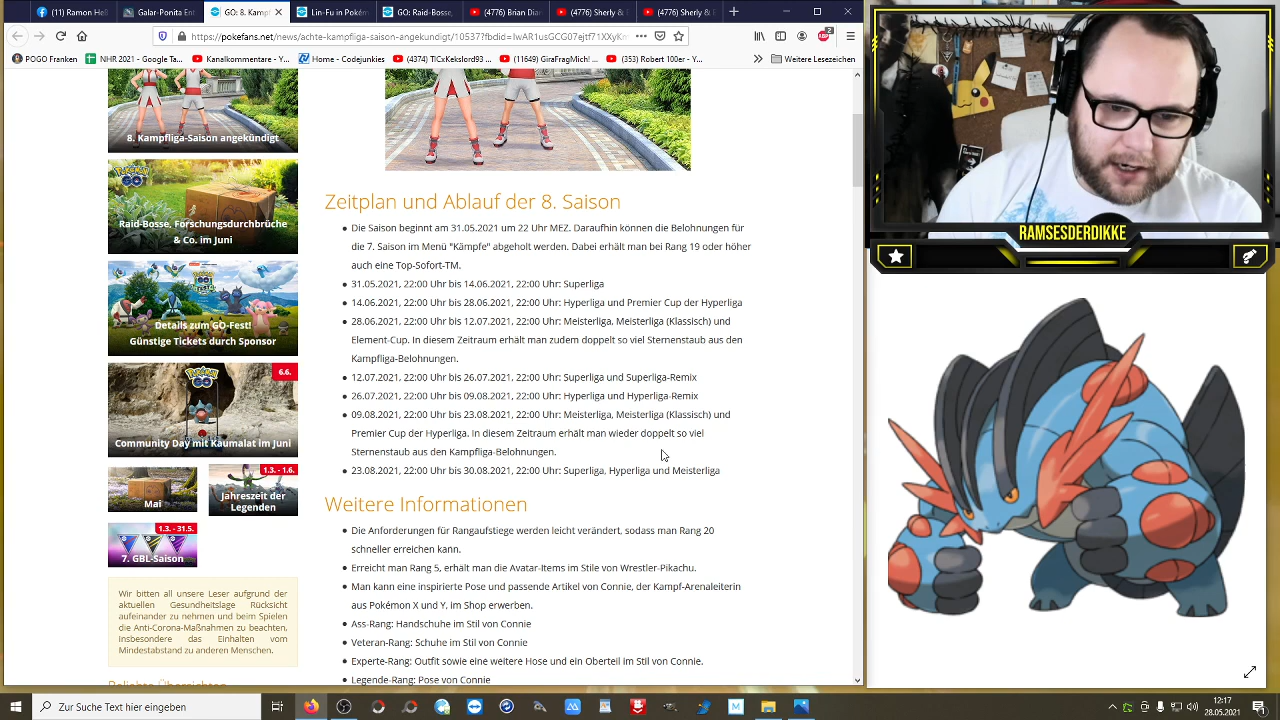 (11) Ramon He
Galar-Ponita Em
GO: 8. Kampf
Lin-Fu in Poké
GO: Raid-Bo
(4776) Brian Die
(4776) Sherly &
(4776) Sherly &
https://pokefans.net/news/achte-kampfliga-saison-angekundigt/10537?fbclid=IwAR1usGC6G7ejtf71XXyKm
POGO Franken
NHR 2021 - Google Ta...
Kanalkommentare - Y...
Home - Codejunkies
(4374) TiCxKekslord93 ...
(11649) GiraFragMich! ...
(353) Robert 100er - Y...
Weitere Lesezeichen
8. Kampfliga-Saison angekündigt
Pokémon GO
Raid-Bosse, Forschungsdurchbrüche
& Co. im Juni
Details zum GO-Fest!
Günstige Tickets durch Sponsor
6.6.
Community Day mit Kaumalat im Juni
Mai
1.3. - 1.6.
Jahreszeit der
Legenden
1.3. - 31.5.
7. GBL-Saison
Wir bitten all unsere Leser aufgrund der
aktuellen Gesundheitslage Rücksicht
aufeinander zu nehmen und beim Spielen
die Anti-Corona-Maßnahmen zu beachten.
Insbesondere das Einhalten vom
Mindestabstand zu anderen Menschen.
Beliebte Übersichten
Zeitplan und Ablauf der 8. Saison
Die Saison beginnt am 31.05.2021 um 22 Uhr MEZ. Daraufhin können die Belohnungen für
die 7. Saison im Menü "Kämpfe" abgeholt werden. Dabei erhält man bei Rang 19 oder höher
auch eine Top-Sofort-TM.
31.05.2021, 22:00 Uhr bis 14.06.2021, 22:00 Uhr: Superliga
14.06.2021, 22:00 Uhr bis 28.06.2021, 22:00 Uhr: Hyperliga und Premier Cup der Hyperliga
28.06.2021, 22:00 Uhr bis 12.07.2021, 22:00 Uhr: Meisterliga, Meisterliga (Klassisch) und
Element-Cup. In diesem Zeitraum erhält man zudem doppelt so viel Sternenstaub aus den
Kampfliga-Belohnungen.
12.07.2021, 22:00 Uhr bis 26.07.2021, 22:00 Uhr: Superliga und Superliga-Remix
26.07.2021, 22:00 Uhr bis 09.08.2021, 22:00 Uhr: Hyperliga und Hyperliga-Remix
09.08.2021, 22:00 Uhr bis 23.08.2021, 22:00 Uhr: Meisterliga, Meisterliga (Klassisch) und
Premier Cup der Hyperliga. In diesem Zeitraum erhält man wieder doppelt so viel
Sternenstaub aus den Kampfliga-Belohnungen.
23.08.2021, 22:00 Uhr bis 30.08.2021, 22:00 Uhr: Superliga, Hyperliga und Meisterliga
Weitere Informationen
Die Anforderungen für Rangaufstiege werden leicht verändert, sodass man Rang 20
schneller erreichen kann.
Erreicht man Rang 5, erhält man die Avatar-Items im Stile von Wrestler-Pikachu.
Man kann eine inspirierte Pose und passende Artikel von Connie, der Kampf-Arenaleiterin
aus Pokémon X und Y, im Shop erwerben.
Ass-Rang: Handschuhe im Stil von Connie
Veteran-Rang: Schuhe im Stil von Connie
Experte-Rang: Outfit sowie eine weitere Hose und ein Oberteil im Stil von Connie.
Legende-Rang: Pose von Connie
RAMSESDERDIKKE
Zur Suche Text hier eingeben
12:17
28.05.2021